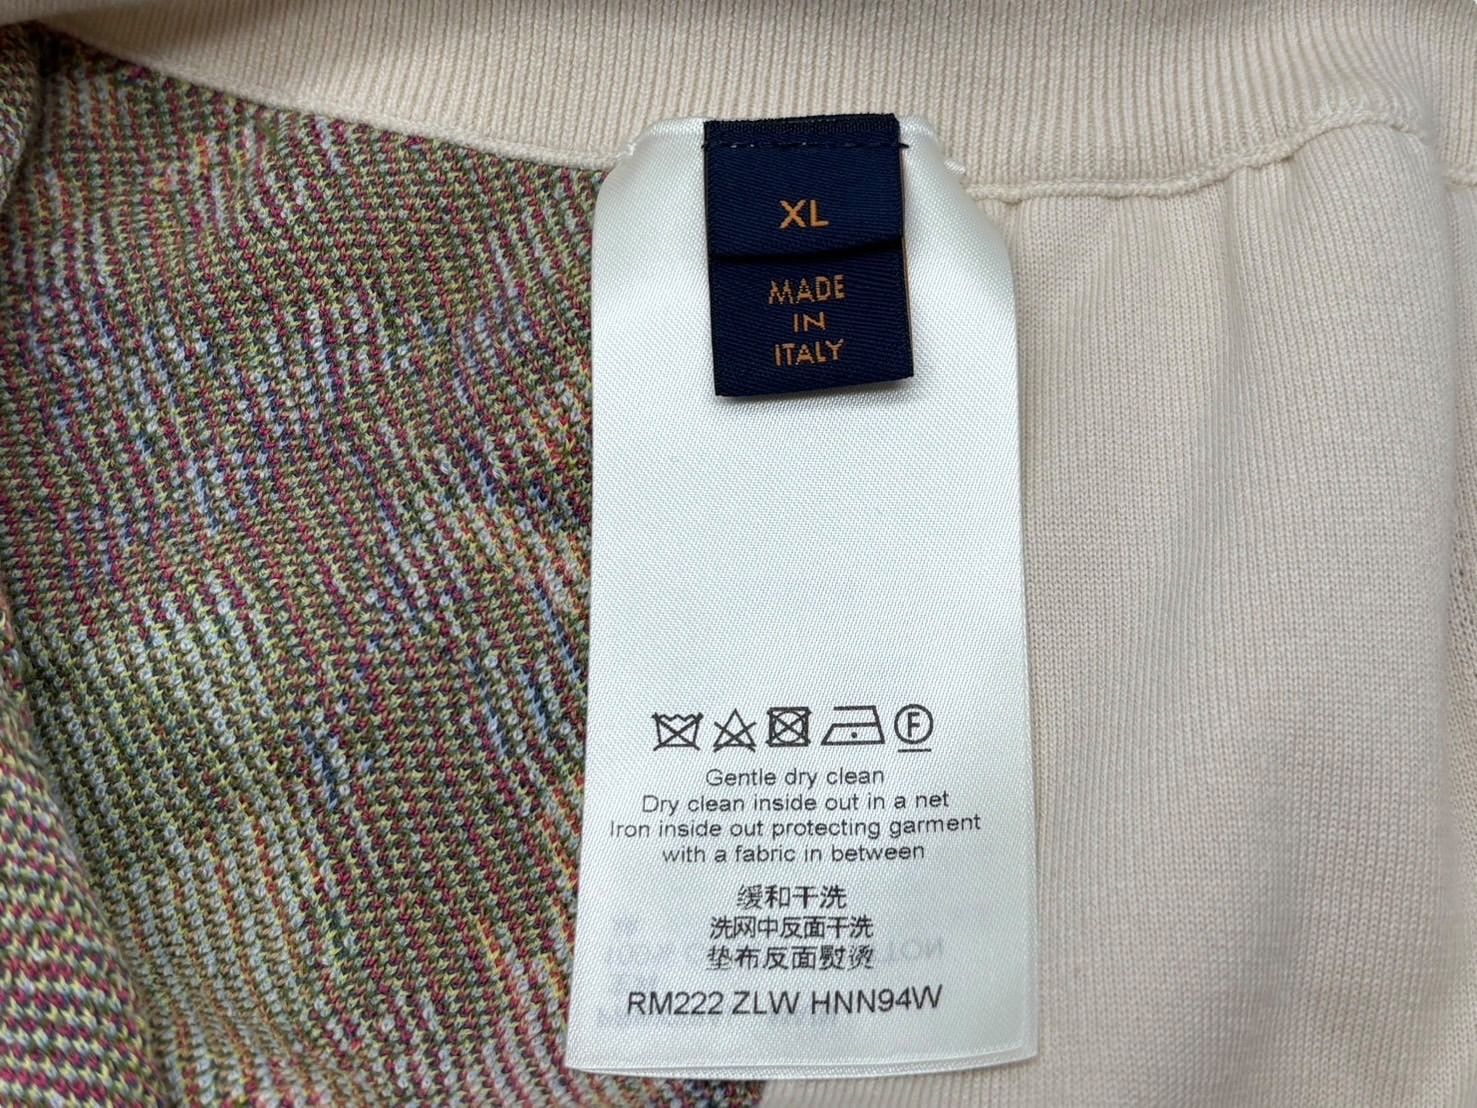 XL
MADE
IN
ITALY
F
Gentle dry clean
Dry clean inside out in a net
Iron inside out protecting garment
with a fabric in between
缓和干洗
洗网中反面干洗
垫布反面熨烫
RM222 ZLW HNN94W